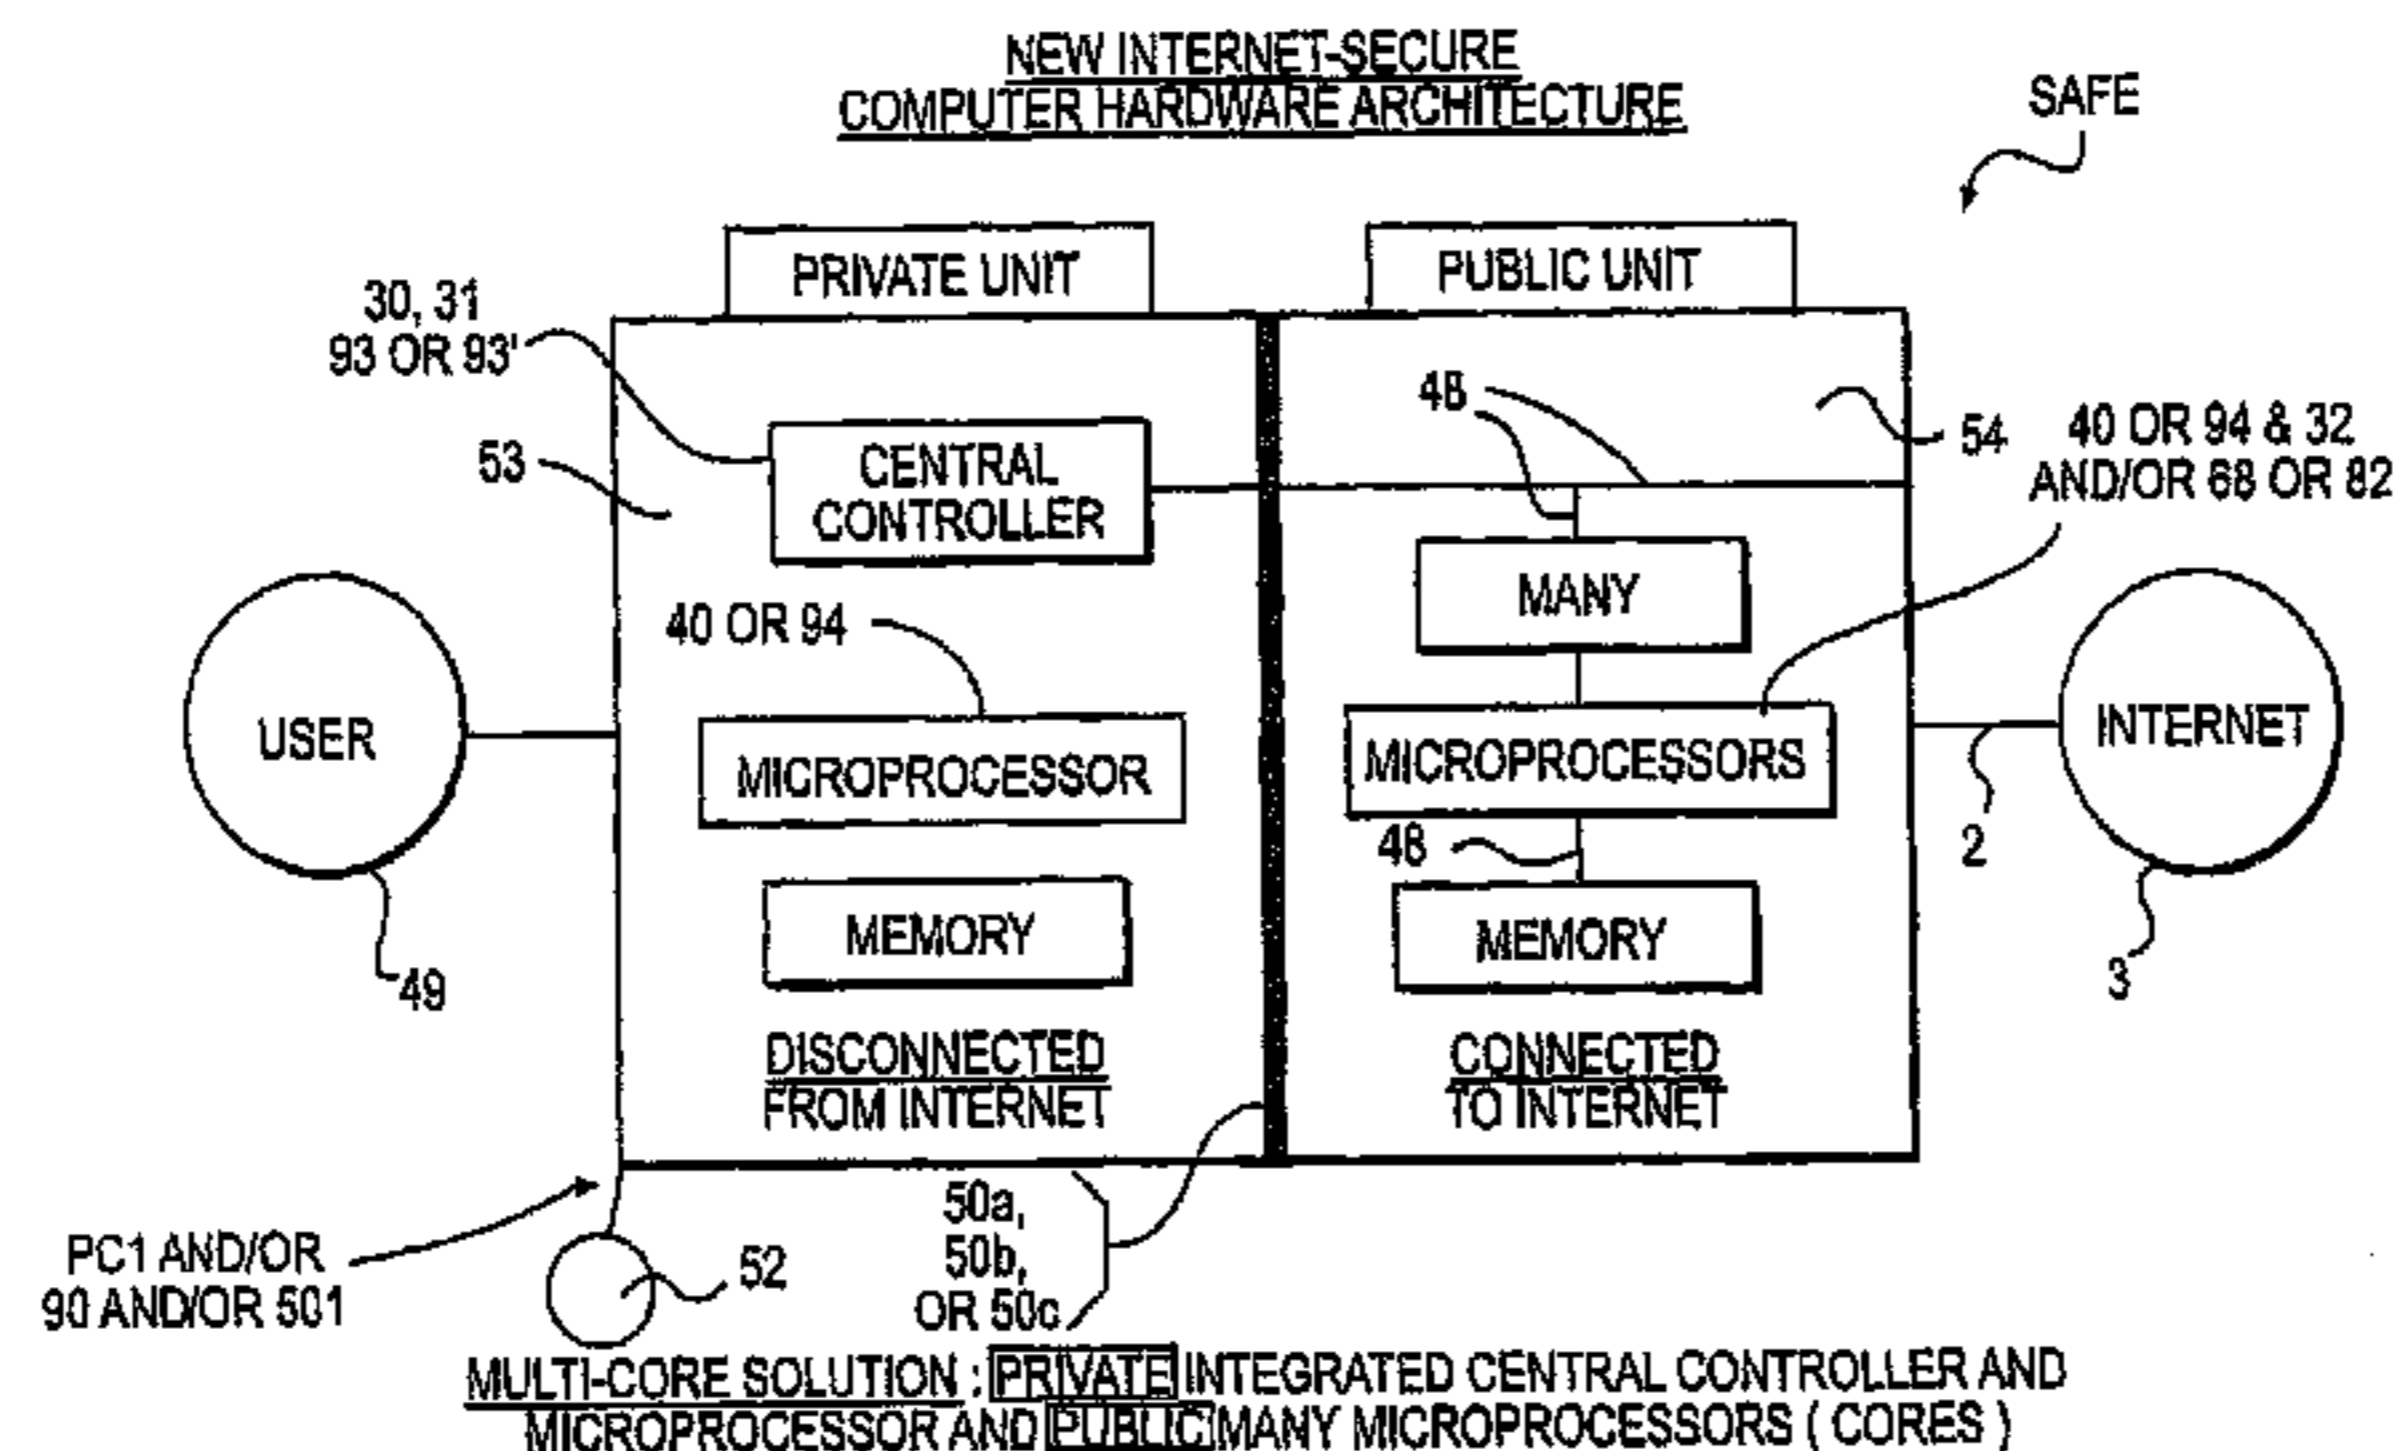 NEW INTERNET-SECURE
COMPUTER HARDWARE ARCHITECTURE
SAFE
PRIVATE UNIT
PUBLIC UNIT
30, 31
93 OR 93'
48
53
CENTRAL
CONTROLLER
54
40 OR 94 & 32
AND/OR 68 OR 82
MANY
40 OR 94
USER
MICROPROCESSOR
MICROPROCESSORS
INTERNET
48
2
MEMORY
MEMORY
49
3
DISCONNECTED
FROM INTERNET
CONNECTED
TO INTERNET
50a,
50b,
OR 50c
PC1 AND/OR
90 AND/OR 501
52
MULTI-CORE SOLUTION : PRIVATE INTEGRATED CENTRAL CONTROLLER AND
MICROPROCESSOR AND PUBLIC MANY MICROPROCESSORS ( CORES )